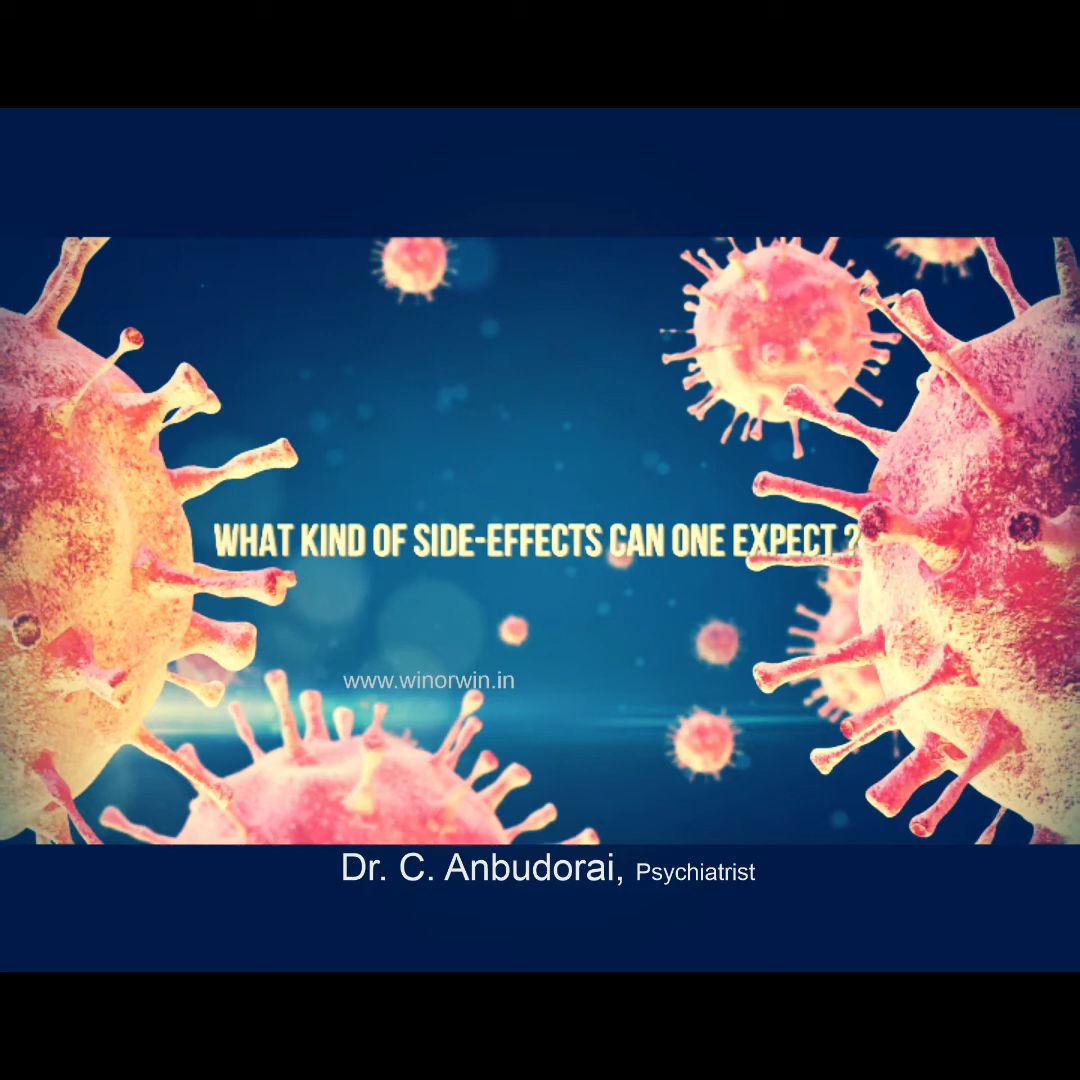 WHAT KIND OF SIDE-EFFECTS CAN ONE EXPECT ?
www.winorwin.in
Dr. C. Anbudorai, Psychiatrist